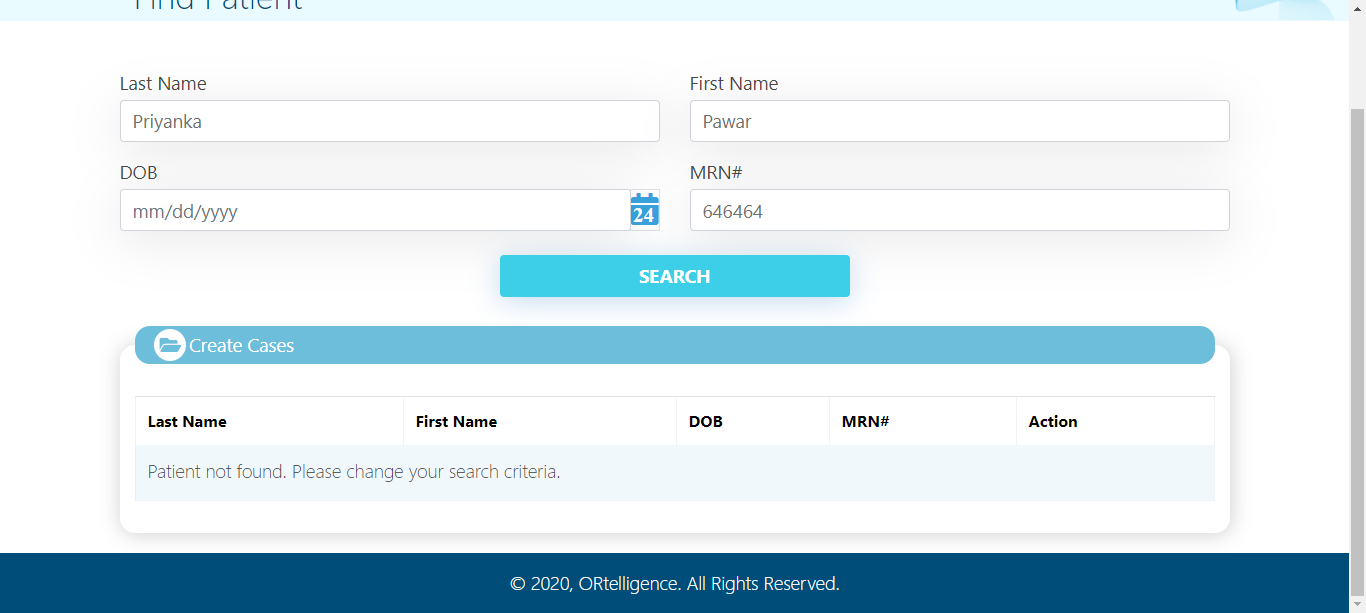 Find Patient
Last Name First Name
Priyanka Pawar
DOB MRN#
mm/dd/yyyy 24 646464
SEARCH
Create Cases
Last Name First Name DOB MRN# Action
Patient not found. Please change your search criteria.
© 2020, ORtelligence. All Rights Reserved.